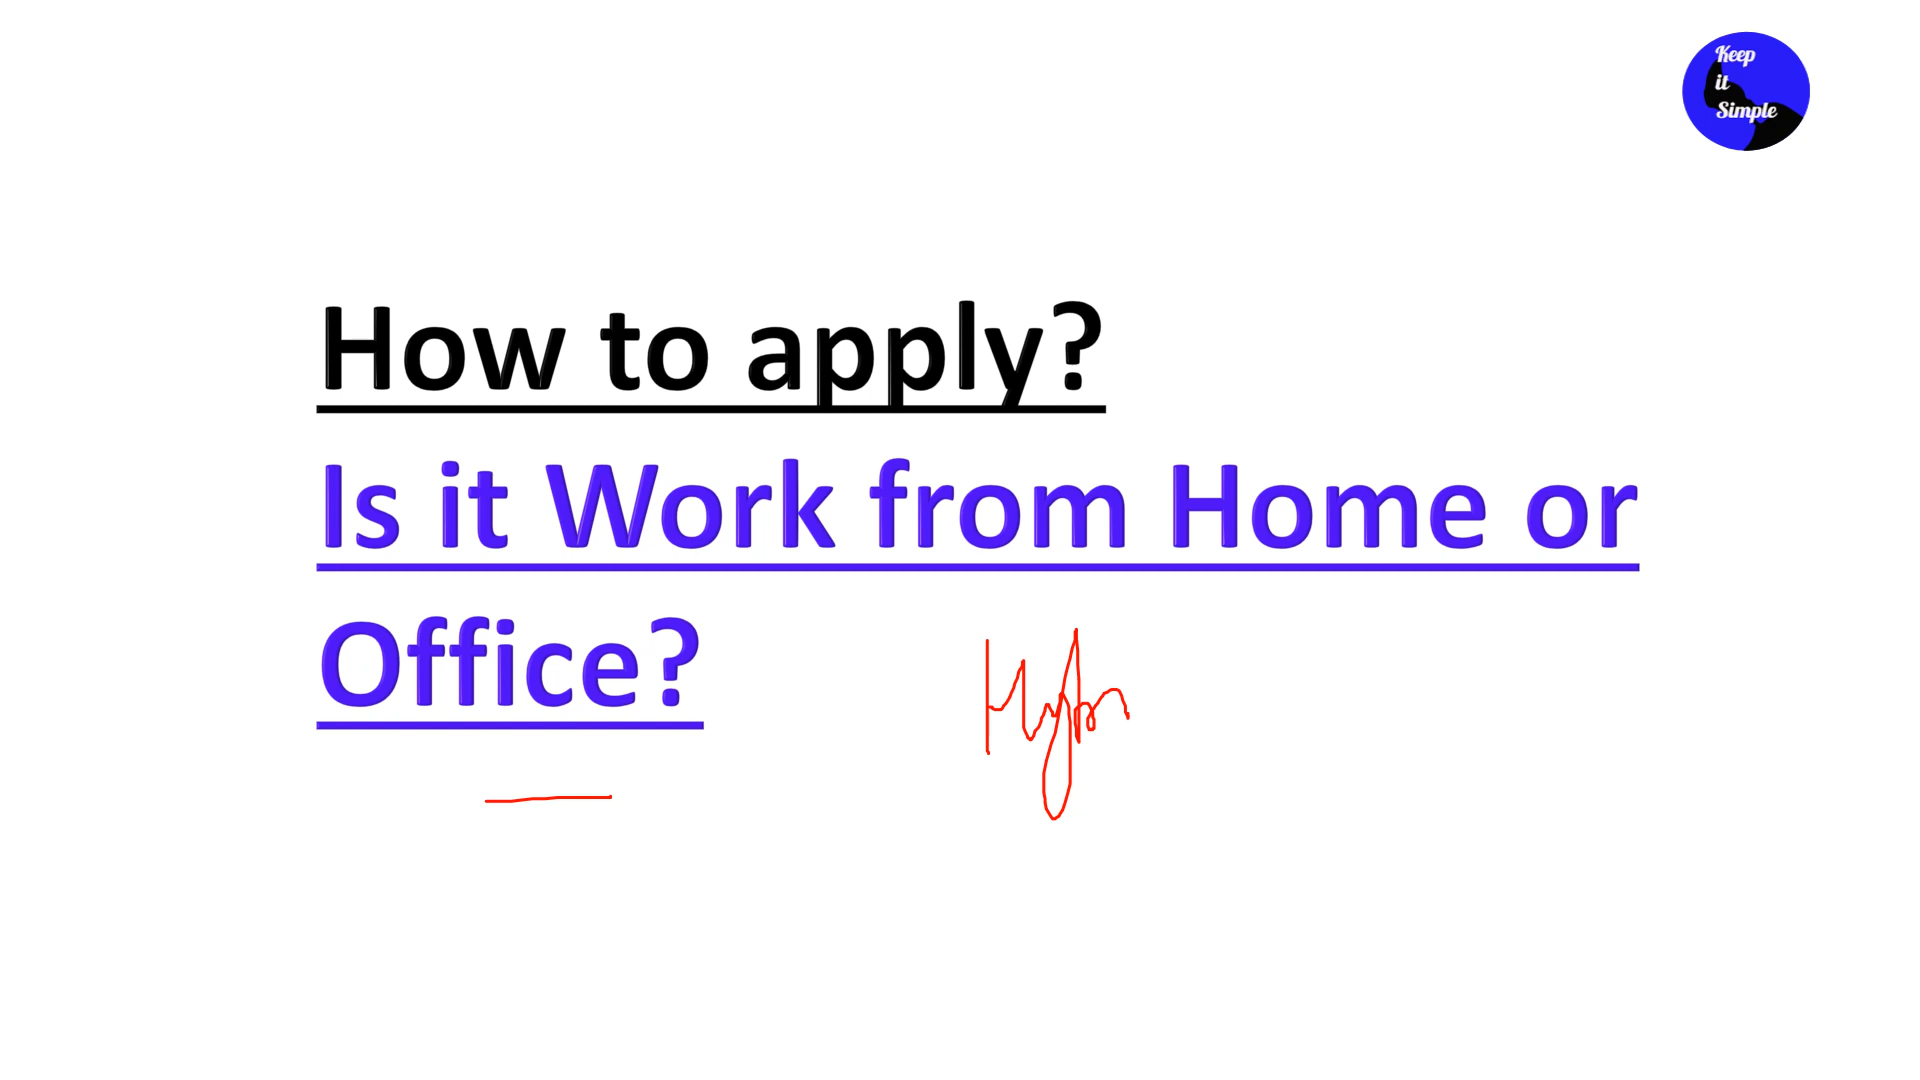 Keep
it
Simple
How to apply?
Is it Work from Home or
Office?